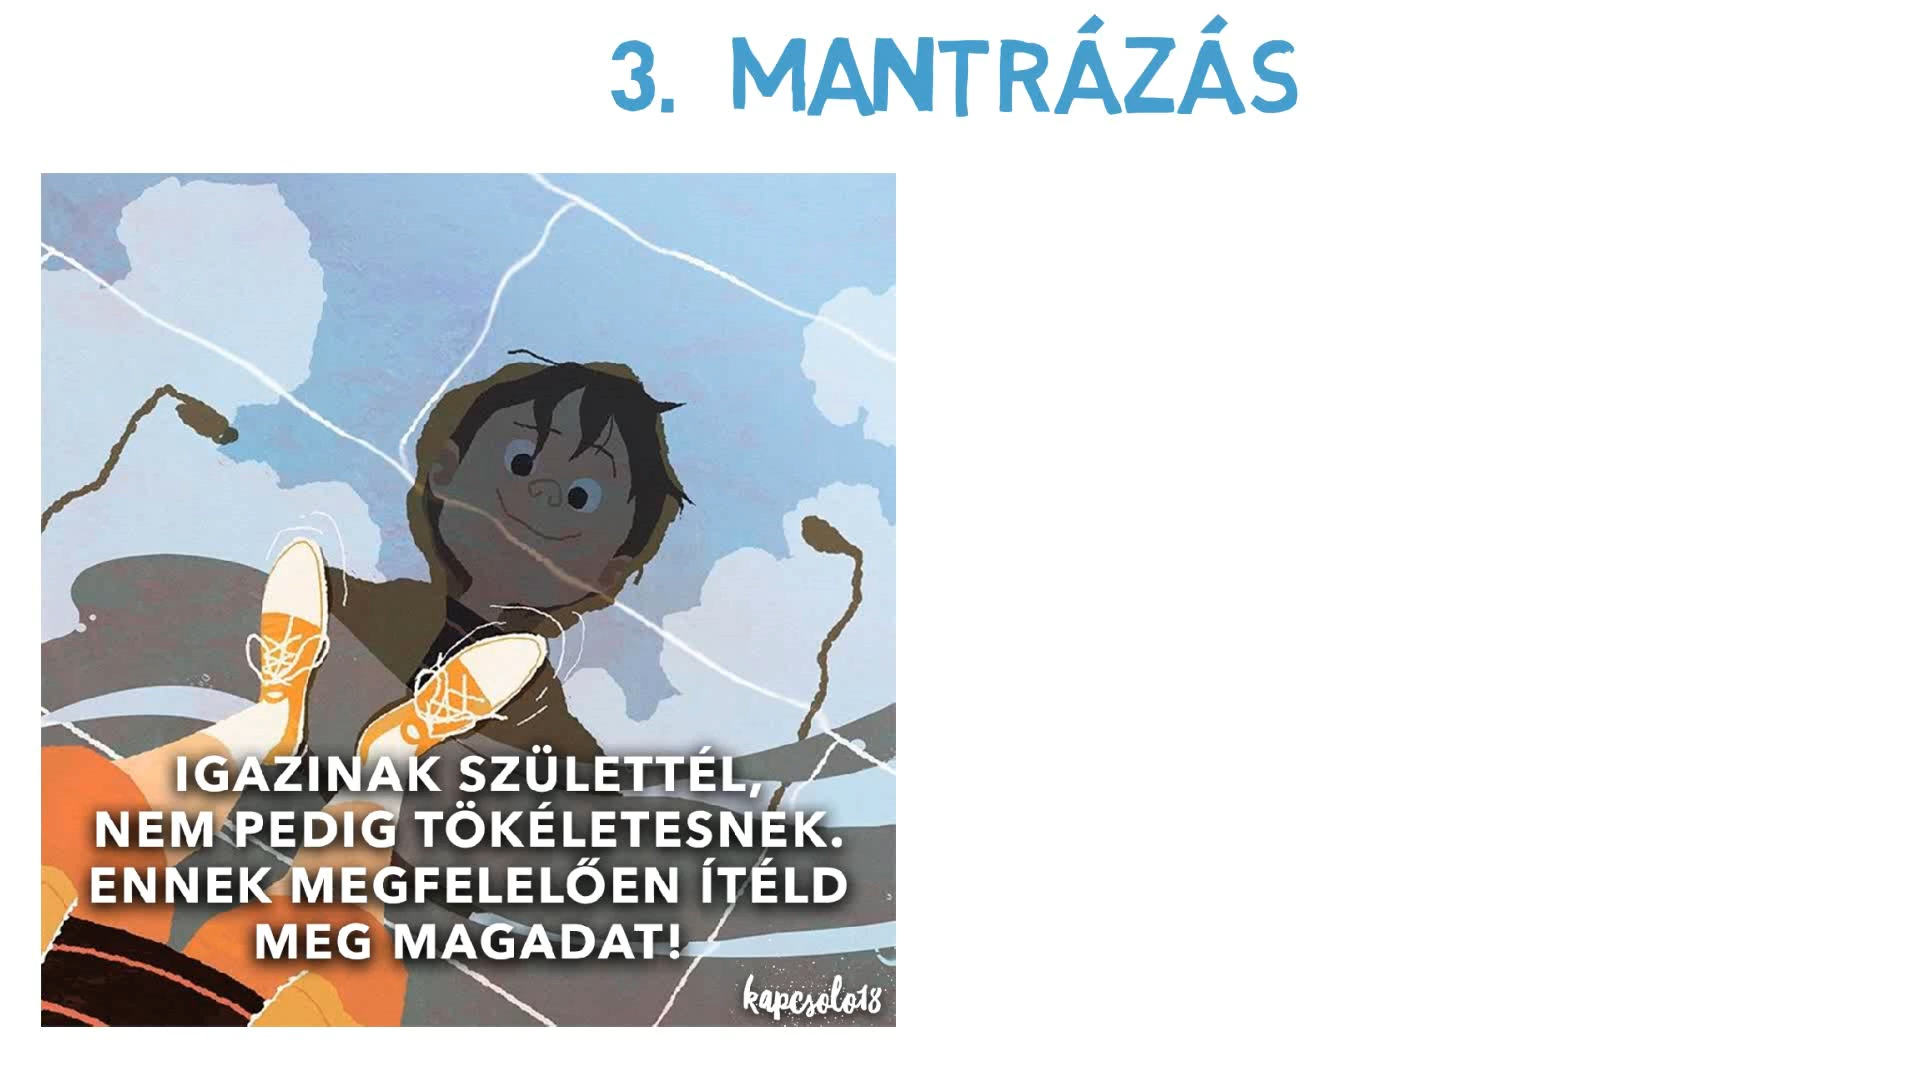 3. MANTRÁZÁS
IGAZINAK SZÜLETTÉL,
NEM PEDIG TÖKÉLETESNEK.
ENNEK MEGFELELŐEN ÍTÉLD
MEG MAGADAT!
kapcsolo18